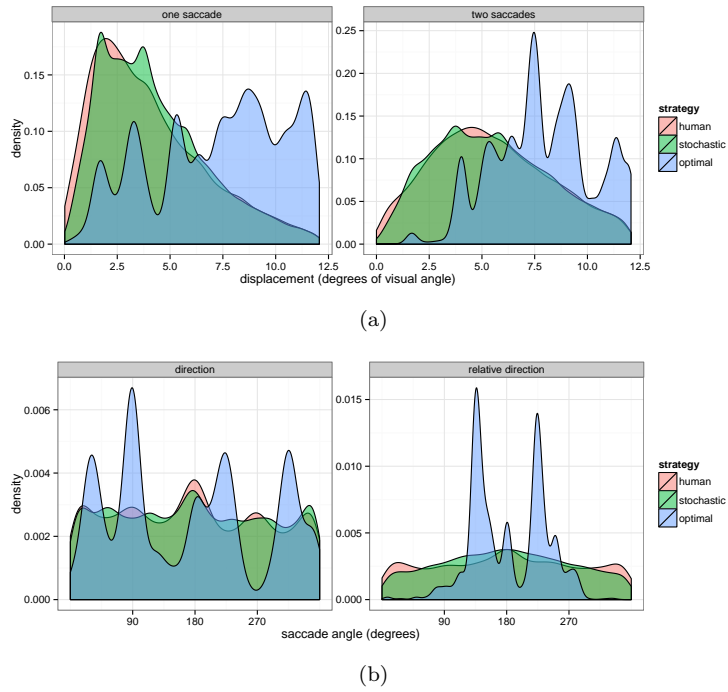 one saccade
two saccades
density
0.15
0.10
0.05
0.00
0.25
0.20
0.15
0.10
0.05
0.00
strategy
human
stochastic
optimal
0.0 2.5 5.0 7.5 10.0 12.5
0.0 2.5 5.0 7.5 10.0 12.5
displacement (degrees of visual angle)
(a)
direction
relative direction
density
0.006
0.004
0.002
0.000
0.015
0.010
0.005
0.000
strategy
human
stochastic
optimal
90 180 270
90 180 270
saccade angle (degrees)
(b)